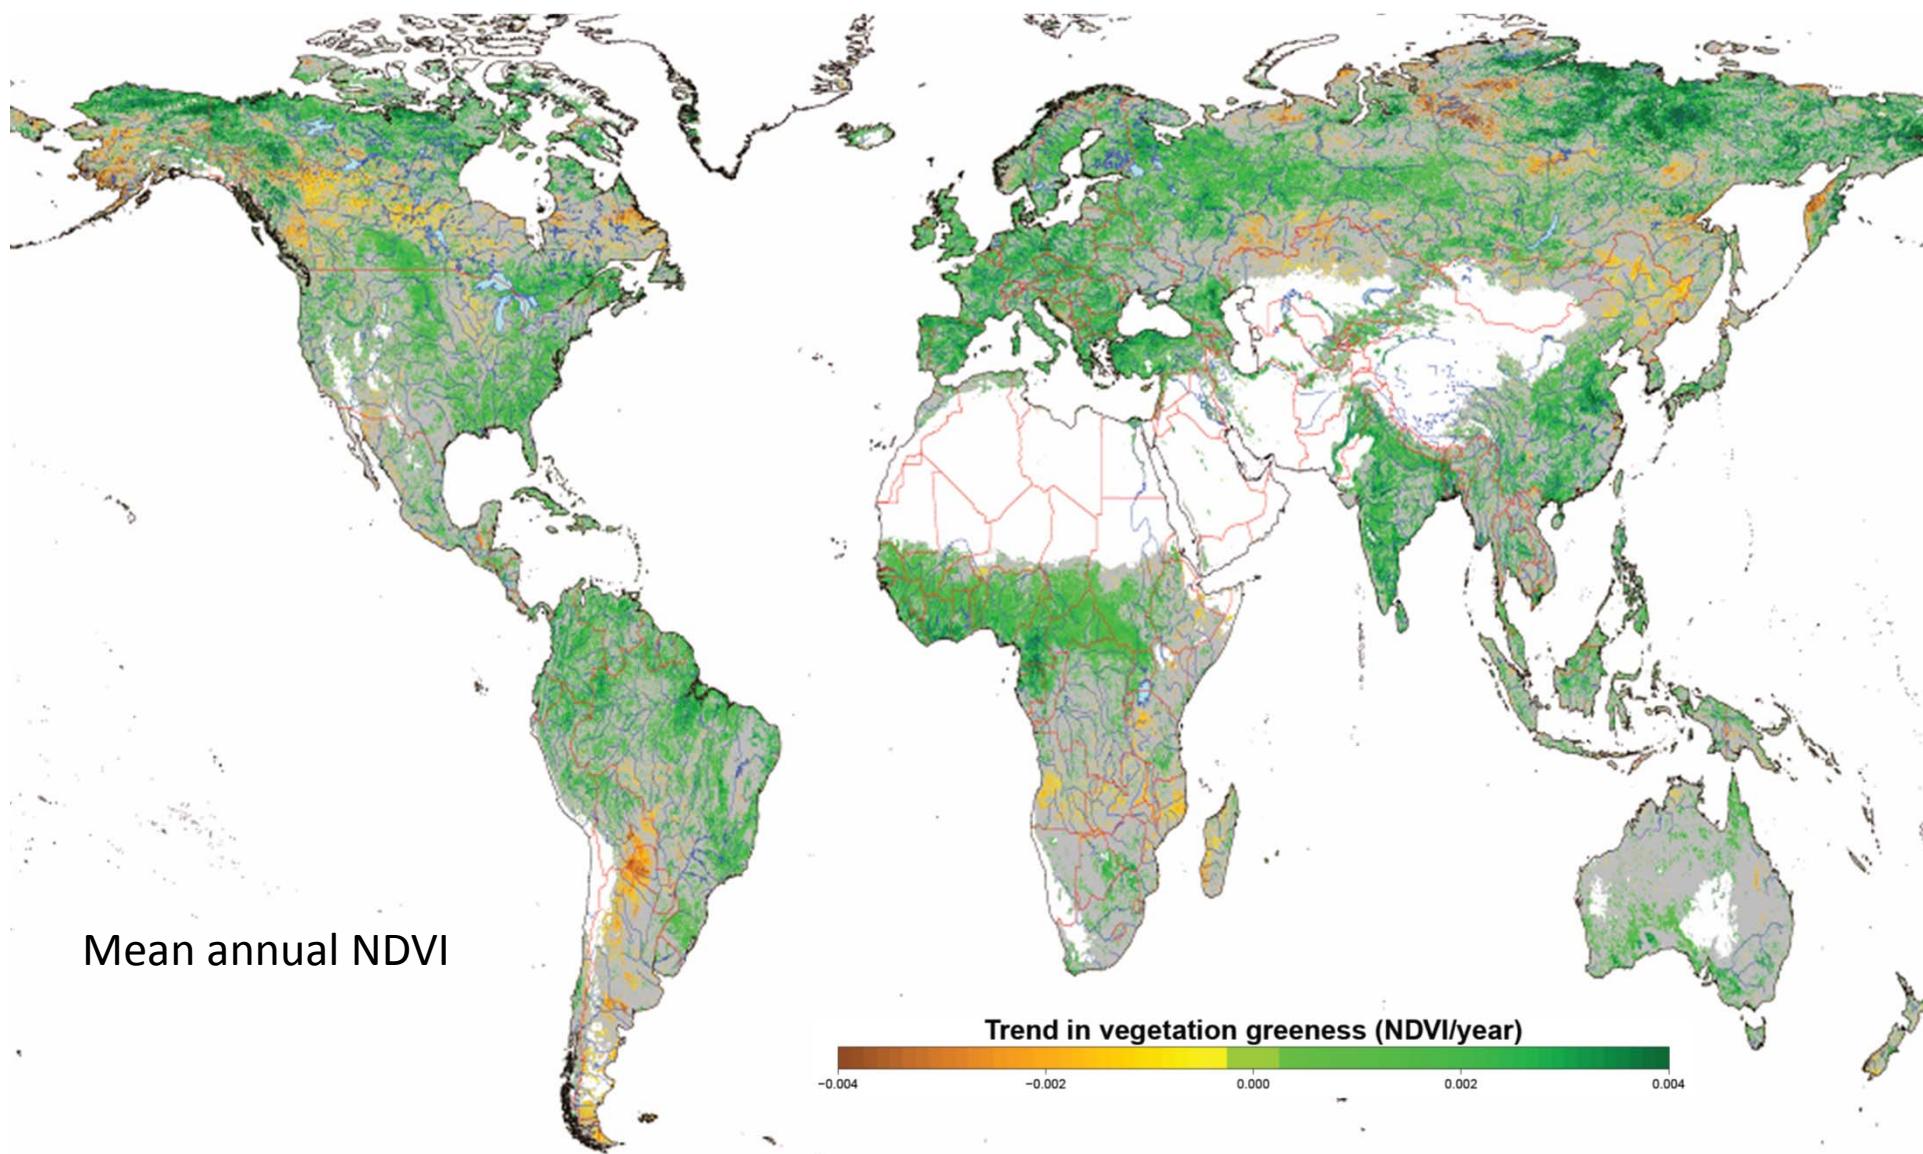 Mean annual NDVI
Trend in vegetation greeness (NDVI/year)
−0.004 −0.002 0.000 0.002 0.004